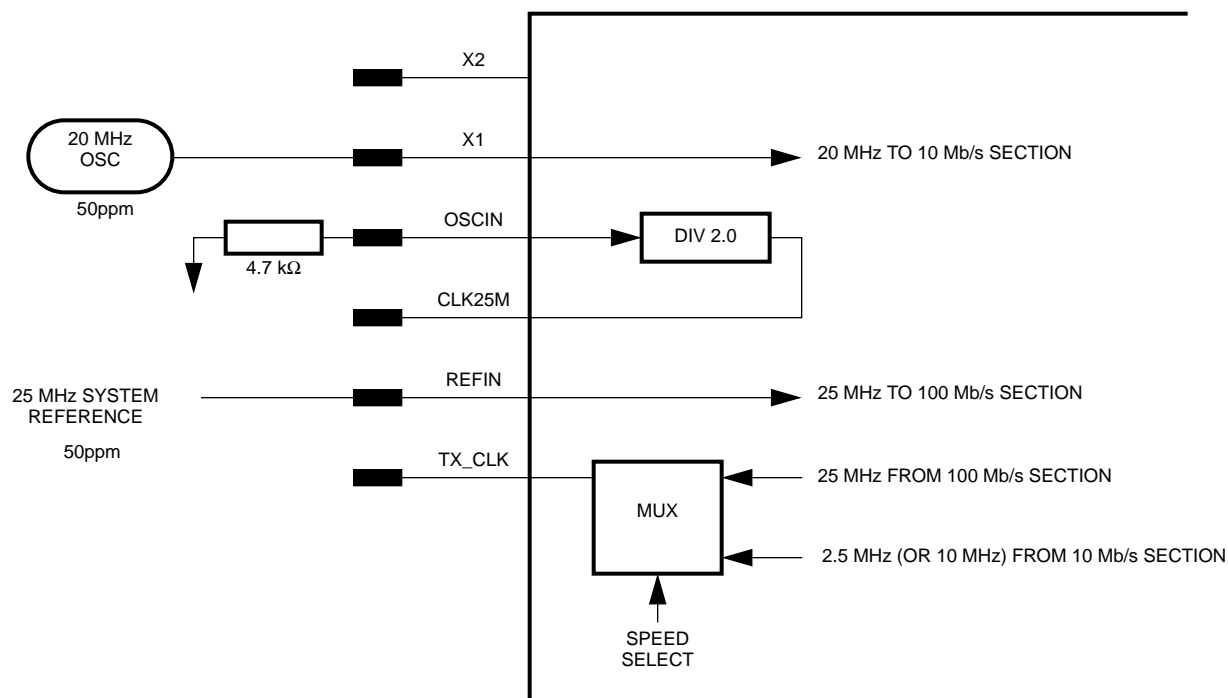 X2
20 MHz
OSC
50ppm
X1
20 MHz TO 10 Mb/s SECTION
OSCIN
DIV 2.0
4.7 kΩ
CLK25M
25 MHz SYSTEM
REFERENCE
50ppm
REFIN
25 MHz TO 100 Mb/s SECTION
TX_CLK
MUX
25 MHz FROM 100 Mb/s SECTION
2.5 MHz (OR 10 MHz) FROM 10 Mb/s SECTION
SPEED
SELECT